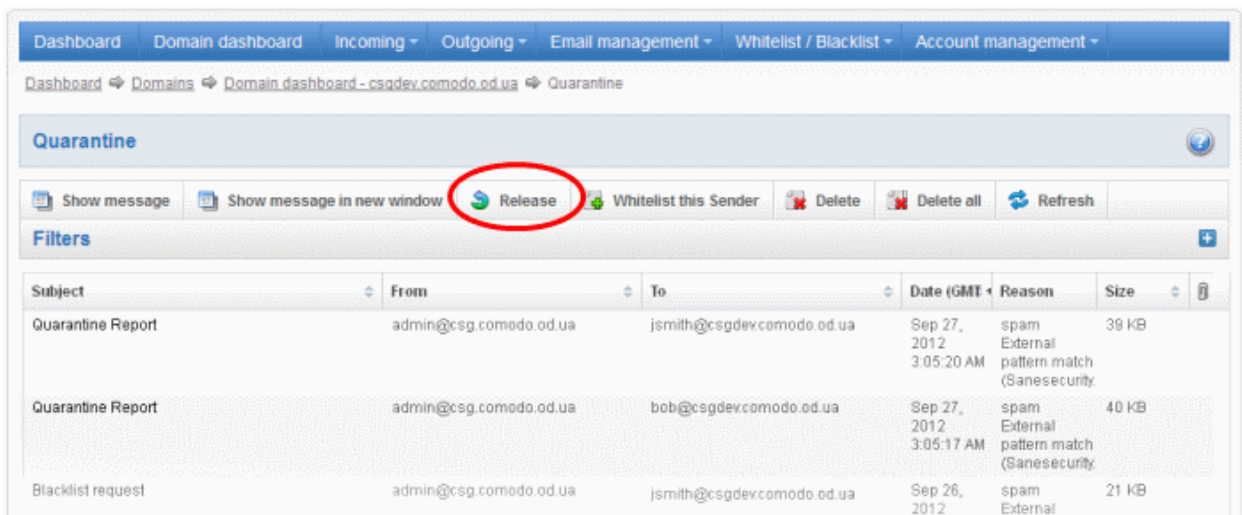 Dashboard Domain dashboard Incoming Outgoing Email management Whitelist / Blacklist Account management
Dashboard Domains Domain dashboard - csgdev.comodo.od.ua Quarantine
Quarantine
Show message Show message in new window Release Whitelist this Sender Delete Delete all Refresh
Filters
Subject From To Date (GMT Reason Size
Quarantine Report admin@csg.comodo.od.ua jsmith@csgdev.comodo.od.ua Sep 27, spam 39 KB
2012 External
3:05:20 AM pattern match
(Sanesecurity.
Quarantine Report admin@csg.comodo.od.ua bob@csgdev.comodo.od.ua Sep 27, spam 40 KB
2012 External
3:05:17 AM pattern match
(Sanesecurity.
Blacklist request admin@csg.comodo.od.ua jsmith@csgdev.comodo.od.ua Sep 26, spam 21 KB
2012 External